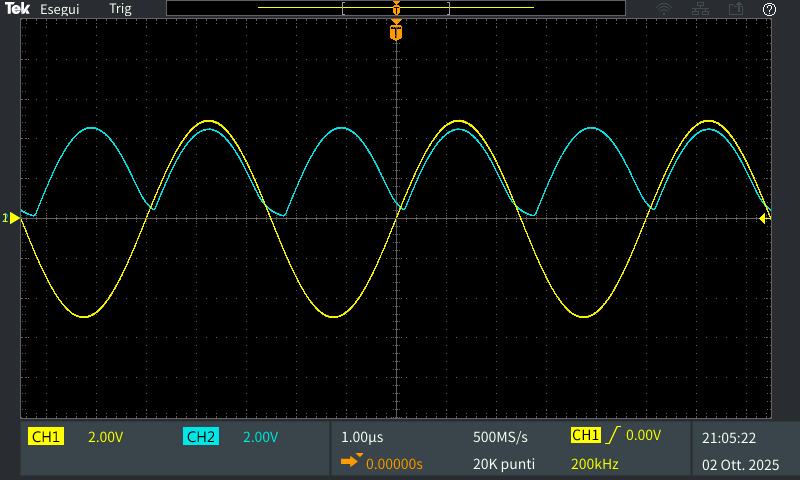 Tek Esegui Trig
T
T
CH1 2.00V CH2 2.00V 1.00µs 500MS/s CH1 0.00V 21:05:22
0.00000s 20K punti 200kHz 02 Ott. 2025